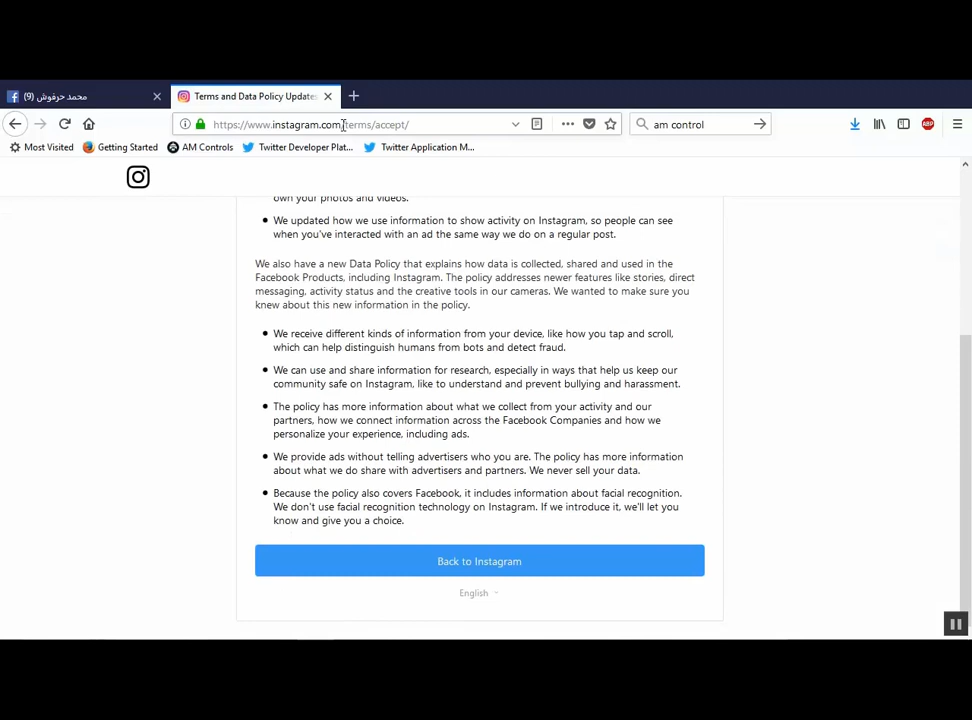 (9) محمد حرفوش
Terms and Data Policy Updates
https://www.instagram.com/terms/accept/
am control
Most Visited
Getting Started
AM Controls
Twitter Developer Plat...
Twitter Application M...
ABP
own your photos and videos.
We updated how we use information to show activity on Instagram, so people can see
when you've interacted with an ad the same way we do on a regular post.
We also have a new Data Policy that explains how data is collected, shared and used in the
Facebook Products, including Instagram. The policy addresses newer features like stories, direct
messaging, activity status and the creative tools in our cameras. We wanted to make sure you
knew about this new information in the policy.
We receive different kinds of information from your device, like how you tap and scroll,
which can help distinguish humans from bots and detect fraud.
We can use and share information for research, especially in ways that help us keep our
community safe on Instagram, like to understand and prevent bullying and harassment.
The policy has more information about what we collect from your activity and our
partners, how we connect information across the Facebook Companies and how we
personalize your experience, including ads.
We provide ads without telling advertisers who you are. The policy has more information
about what we do share with advertisers and partners. We never sell your data.
Because the policy also covers Facebook, it includes information about facial recognition.
We don't use facial recognition technology on Instagram. If we introduce it, we'll let you
know and give you a choice.
Back to Instagram
English